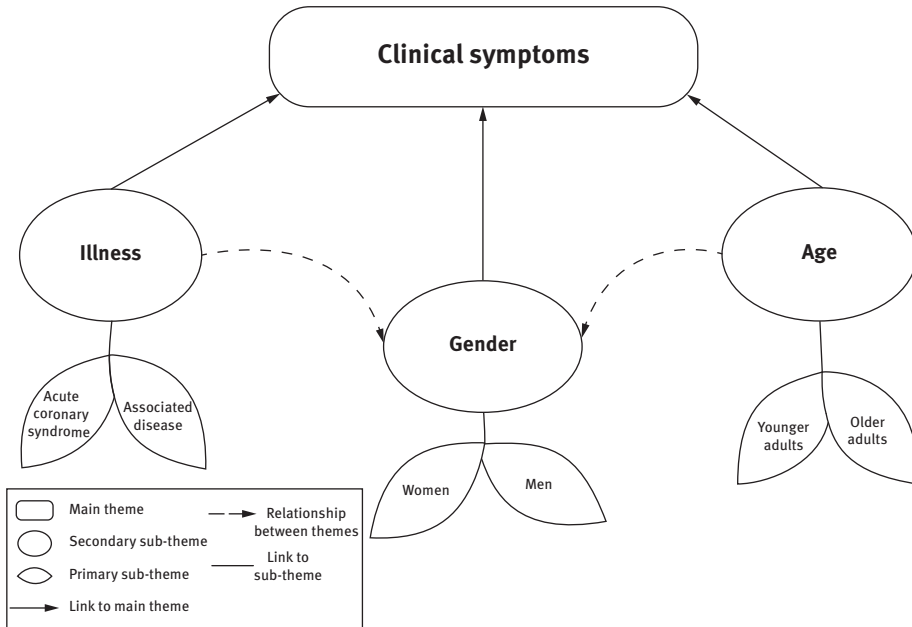 Clinical symptoms
Illness
Age
Gender
Acute
coronary
syndrome
Associated
disease
Younger
adults
Older
adults
Women
Men
Main theme
Secondary sub-theme
Primary sub-theme
Link to main theme
Relationship
between themes
Link to
sub-theme